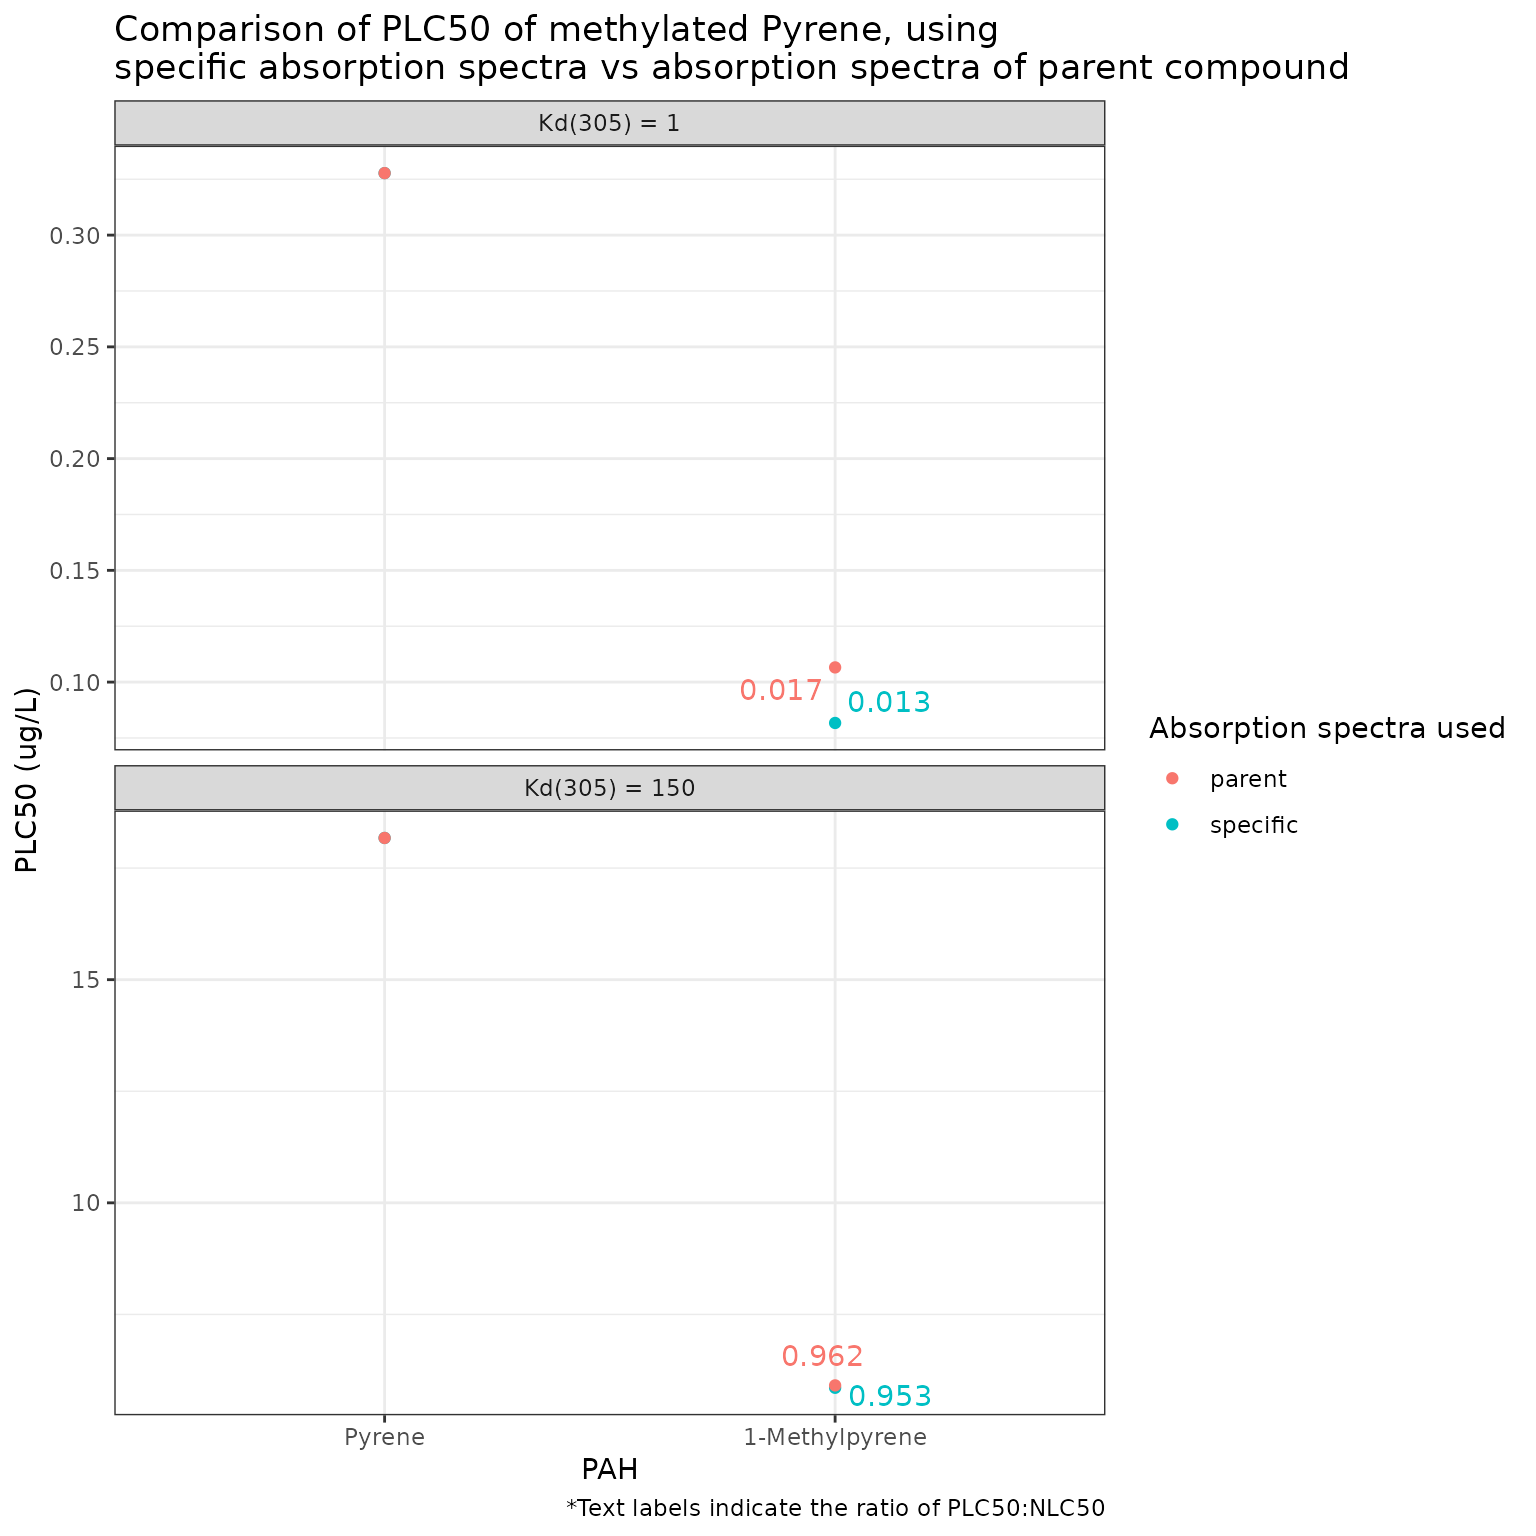 Comparison of PLC50 of methylated Pyrene, using
specific absorption spectra vs absorption spectra of parent compound
Kd(305) = 1
0.30
0.25
0.20
0.15
0.10
0.017
0.013
PLC50 (ug/L)
Kd(305) = 150
15
10
0.962
0.953
Pyrene
1-Methylpyrene
PAH
*Text labels indicate the ratio of PLC50:NLC50
Absorption spectra used
parent
specific